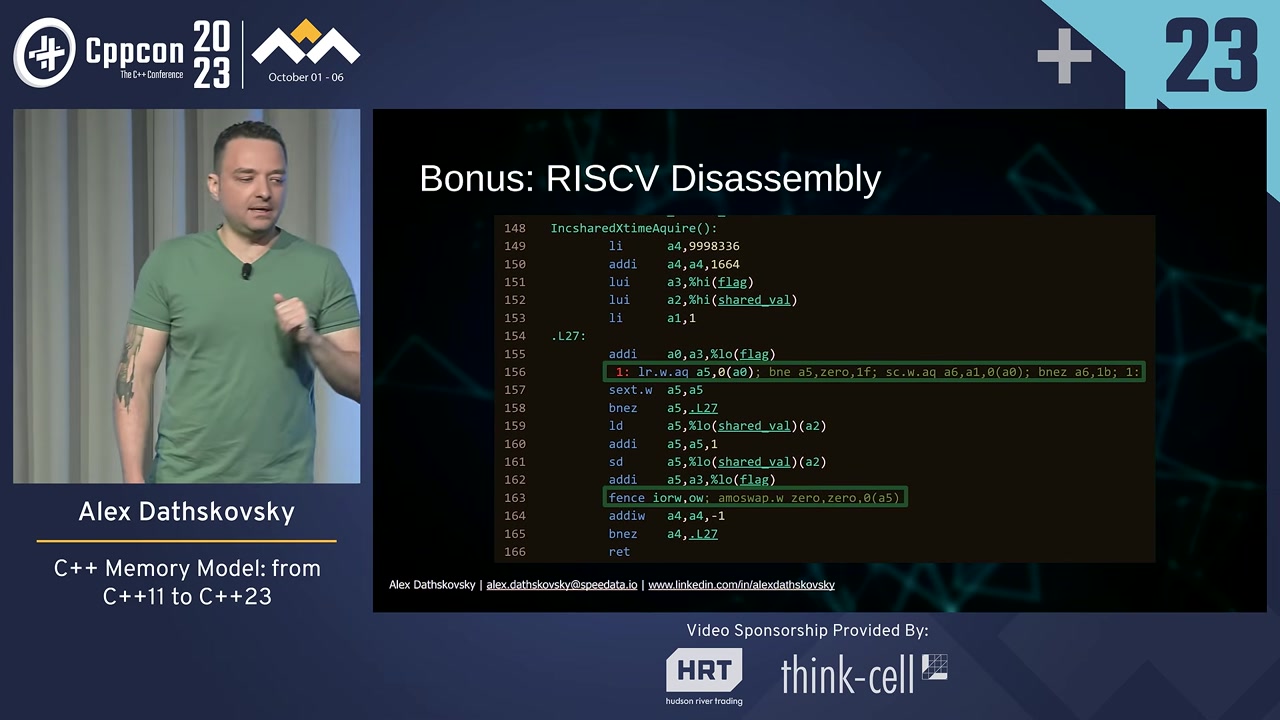 Cppcon
The C++ Conference
20
23
October 01 - 06
23
Bonus: RISCV Disassembly
148 IncsharedXtimeAquire():
149 li a4,9998336
150 addi a4,a4,1664
151 lui a3,%hi(flag)
152 lui a2,%hi(shared_val)
153 li a1,1
154 .L27:
155 addi a0,a3,%lo(flag)
156 1: lr.w.aq a5,0(a0); bne a5,zero,1f; sc.w.aq a6,a1,0(a0); bnez a6,1b; 1:
157 sext.w a5,a5
158 bnez a5,.L27
159 ld a5,%lo(shared_val)(a2)
160 addi a5,a5,1
161 sd a5,%lo(shared_val)(a2)
162 addi a5,a3,%lo(flag)
163 fence iorw,ow; amoswap.w zero,zero,0(a5)
164 addiw a4,a4,-1
165 bnez a4,.L27
166 ret
Alex Dathskovsky | alex.dathskovsky@speedata.io | www.linkedin.com/in/alexdathskovsky
Alex Dathskovsky
C++ Memory Model: from
C++11 to C++23
Video Sponsorship Provided By:
HRT
hudson river trading
think-cell